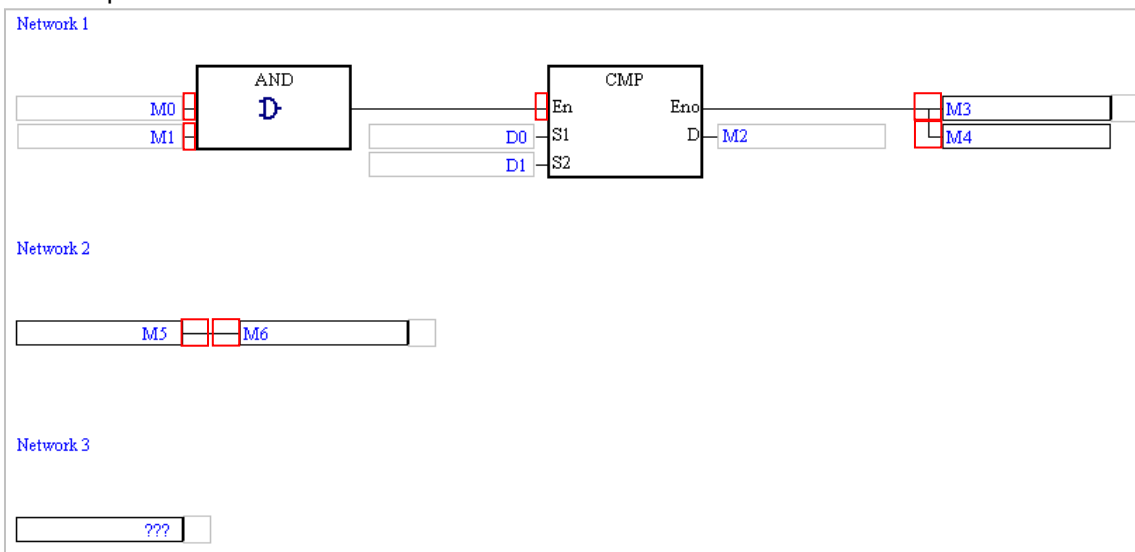 Network 1
AND
CMP
M0
En
Eno
M3
M1
D0
S1
D
M2
M4
D1
S2
Network 2
M5
M6
Network 3
???